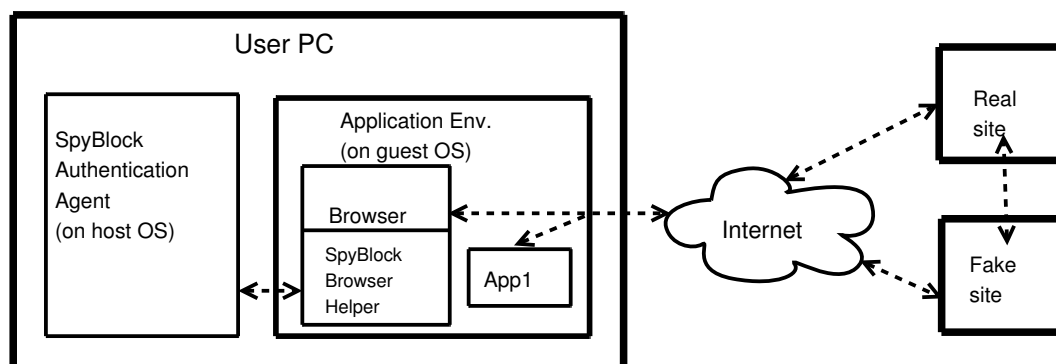 User PC
SpyBlock
Authentication
Agent
(on host OS)
Application Env.
(on guest OS)
Browser
SpyBlock
Browser
Helper
App1
Internet
Real
site
Fake
site